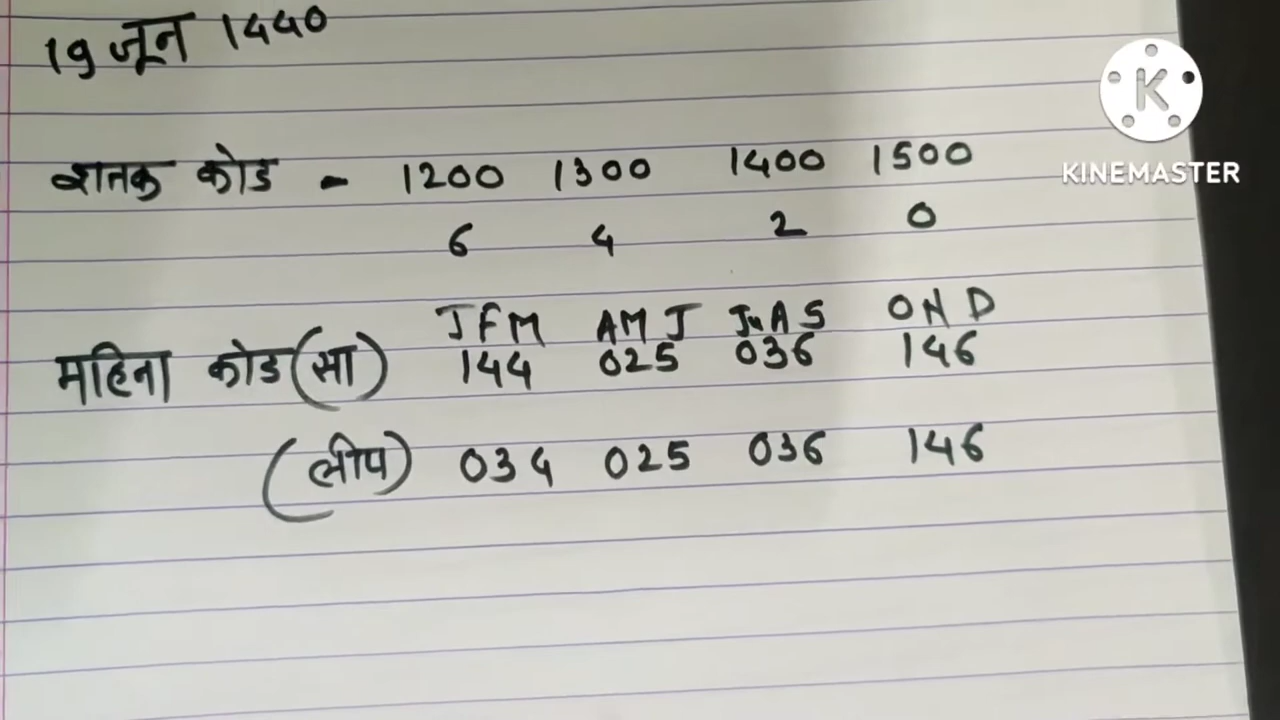 19 जून 1440
शतक कोड - 1200 1300 1400 1500
6 4 2 0
JFM AMJ JuAS OND
महिना कोड (सा) 144 025 036 146
(लीप) 034 025 036 146
K
KINEMASTER